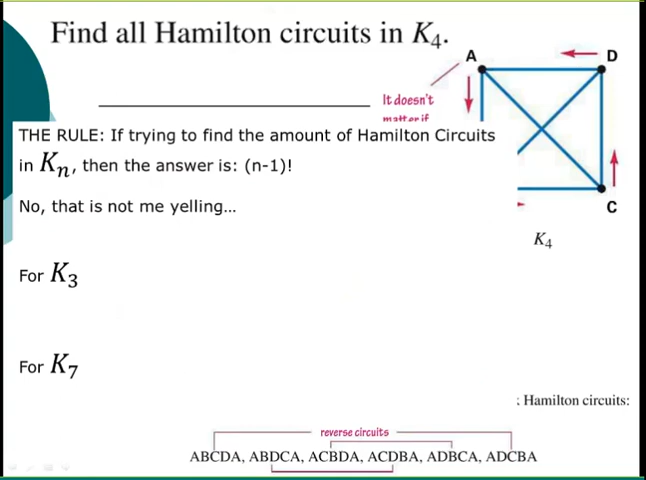 Find all Hamilton circuits in K₄.
A
D
It doesn't
matter if
THE RULE: If trying to find the amount of Hamilton Circuits
in Kₙ, then the answer is: (n-1)!
No, that is not me yelling...
C
K₄
For K₃
For K₇
: Hamilton circuits:
reverse circuits
ABCDA, ABDCA, ACBDA, ACDBA, ADBCA, ADCBA